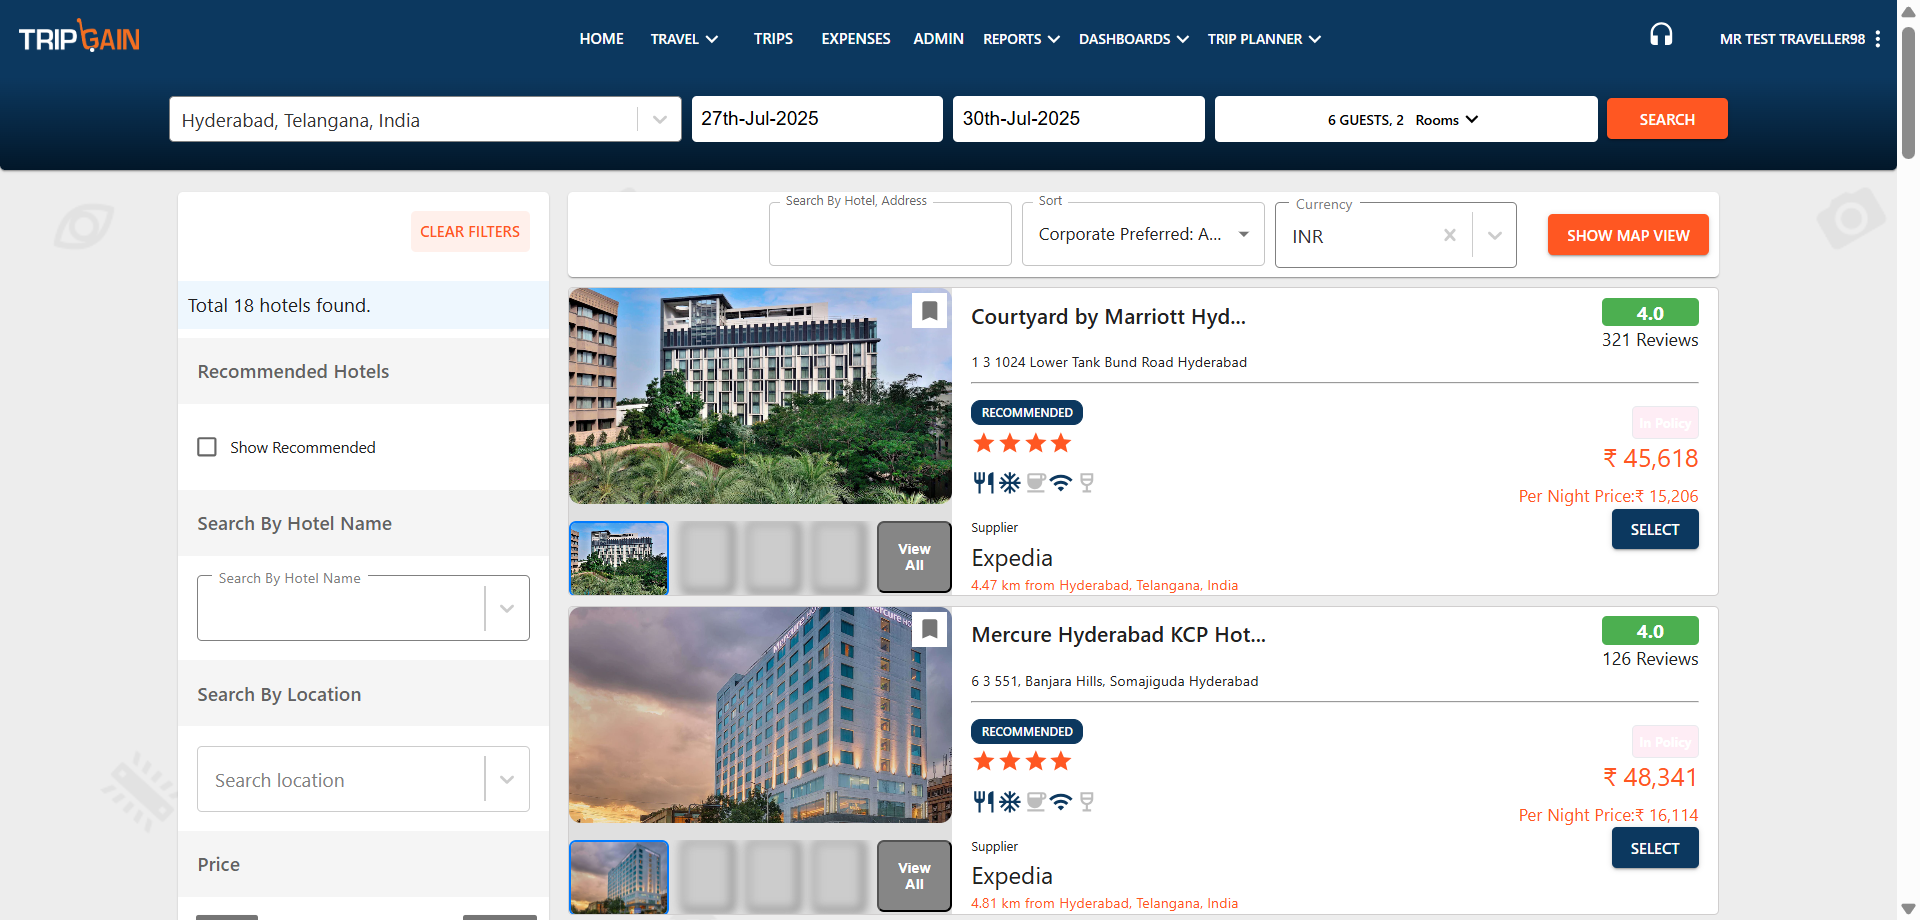 TRIPGAIN
HOME TRAVEL TRIPS EXPENSES ADMIN REPORTS DASHBOARDS TRIP PLANNER
MR TEST TRAVELLER98
Hyderabad, Telangana, India
27th-Jul-2025
30th-Jul-2025
6 GUESTS, 2 Rooms
SEARCH
CLEAR FILTERS
Total 18 hotels found.
Recommended Hotels
Show Recommended
Search By Hotel Name
Search By Hotel Name
Search By Location
Search location
Price
Search By Hotel, Address
Sort
Corporate Preferred: A...
Currency
INR
SHOW MAP VIEW
Courtyard by Marriott Hyd...
4.0
321 Reviews
1 3 1024 Lower Tank Bund Road Hyderabad
RECOMMENDED
In Policy
₹ 45,618
Per Night Price:₹ 15,206
SELECT
View
All
Supplier
Expedia
4.47 km from Hyderabad, Telangana, India
Mercure Hyderabad KCP Hot...
4.0
126 Reviews
6 3 551, Banjara Hills, Somajiguda Hyderabad
RECOMMENDED
In Policy
₹ 48,341
Per Night Price:₹ 16,114
SELECT
View
All
Supplier
Expedia
4.81 km from Hyderabad, Telangana, India